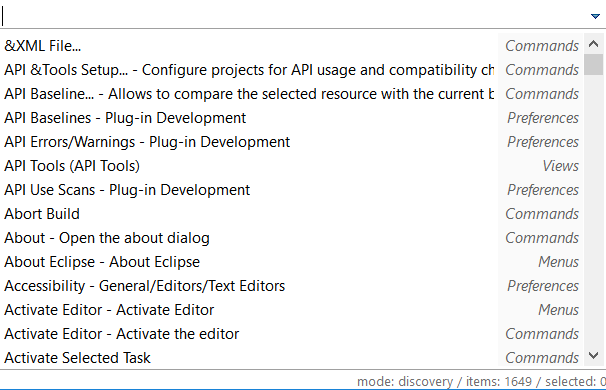 &XML File... Commands
API &Tools Setup... - Configure projects for API usage and compatibility ch Commands
API Baseline... - Allows to compare the selected resource with the current b Commands
API Baselines - Plug-in Development Preferences
API Errors/Warnings - Plug-in Development Preferences
API Tools (API Tools) Views
API Use Scans - Plug-in Development Preferences
Abort Build Commands
About - Open the about dialog Commands
About Eclipse - About Eclipse Menus
Accessibility - General/Editors/Text Editors Preferences
Activate Editor - Activate Editor Menus
Activate Editor - Activate the editor Commands
Activate Selected Task Commands
mode: discovery / items: 1649 / selected: 0